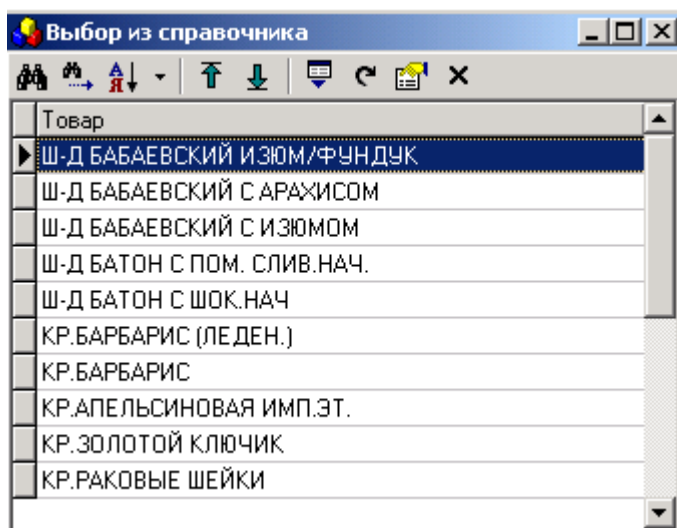 Выбор из справочника
Товар
Ш-Д БАБАЕВСКИЙ ИЗЮМ/ФУНДУК
Ш-Д БАБАЕВСКИЙ С АРАХИСОМ
Ш-Д БАБАЕВСКИЙ С ИЗЮМОМ
Ш-Д БАТОН С ПОМ. СЛИВ.НАЧ.
Ш-Д БАТОН С ШОК.НАЧ
КР.БАРБАРИС (ЛЕДЕН.)
КР.БАРБАРИС
КР.АПЕЛЬСИНОВАЯ ИМП.ЭТ.
КР.ЗОЛОТОЙ КЛЮЧИК
КР.РАКОВЫЕ ШЕЙКИ